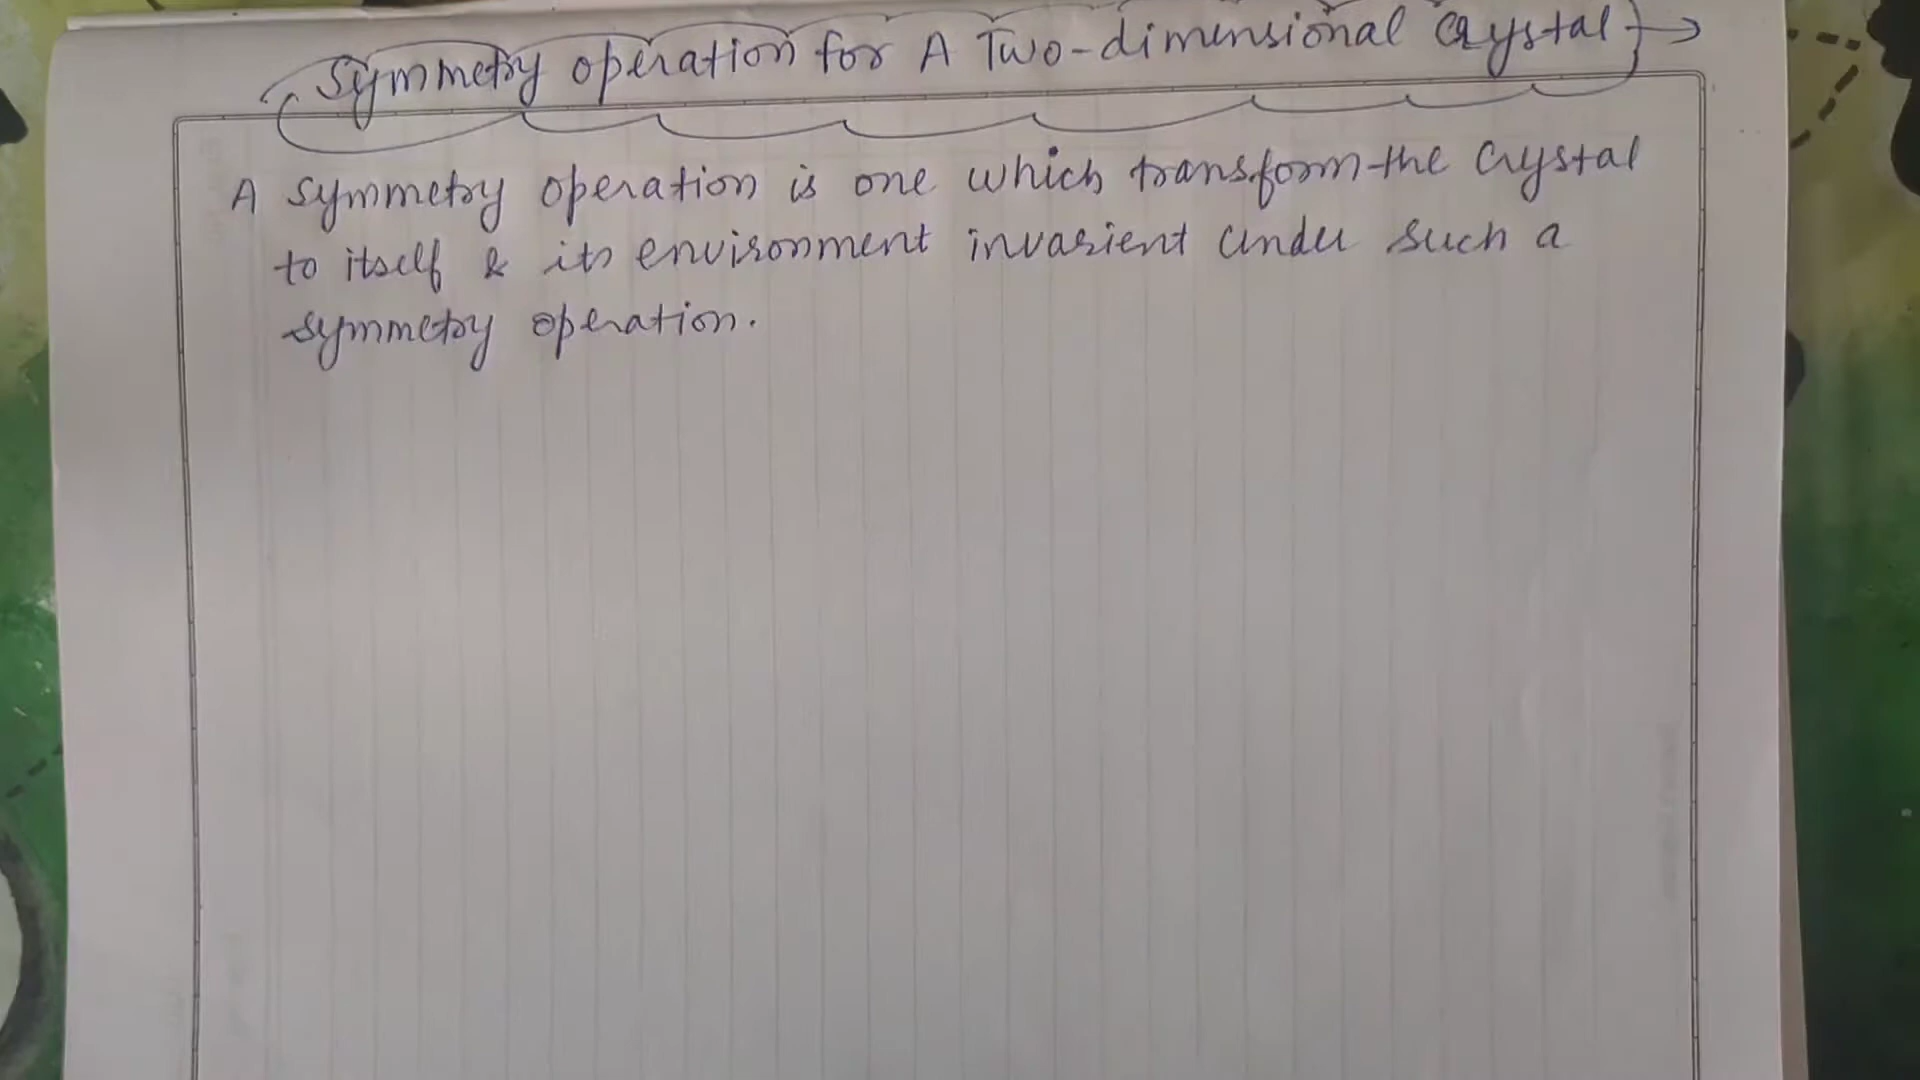 Symmetry operation for A Two-dimensional Crystal →
A symmetry operation is one which transform the Crystal
to itself & its environment invarient under such a
symmetry operation.